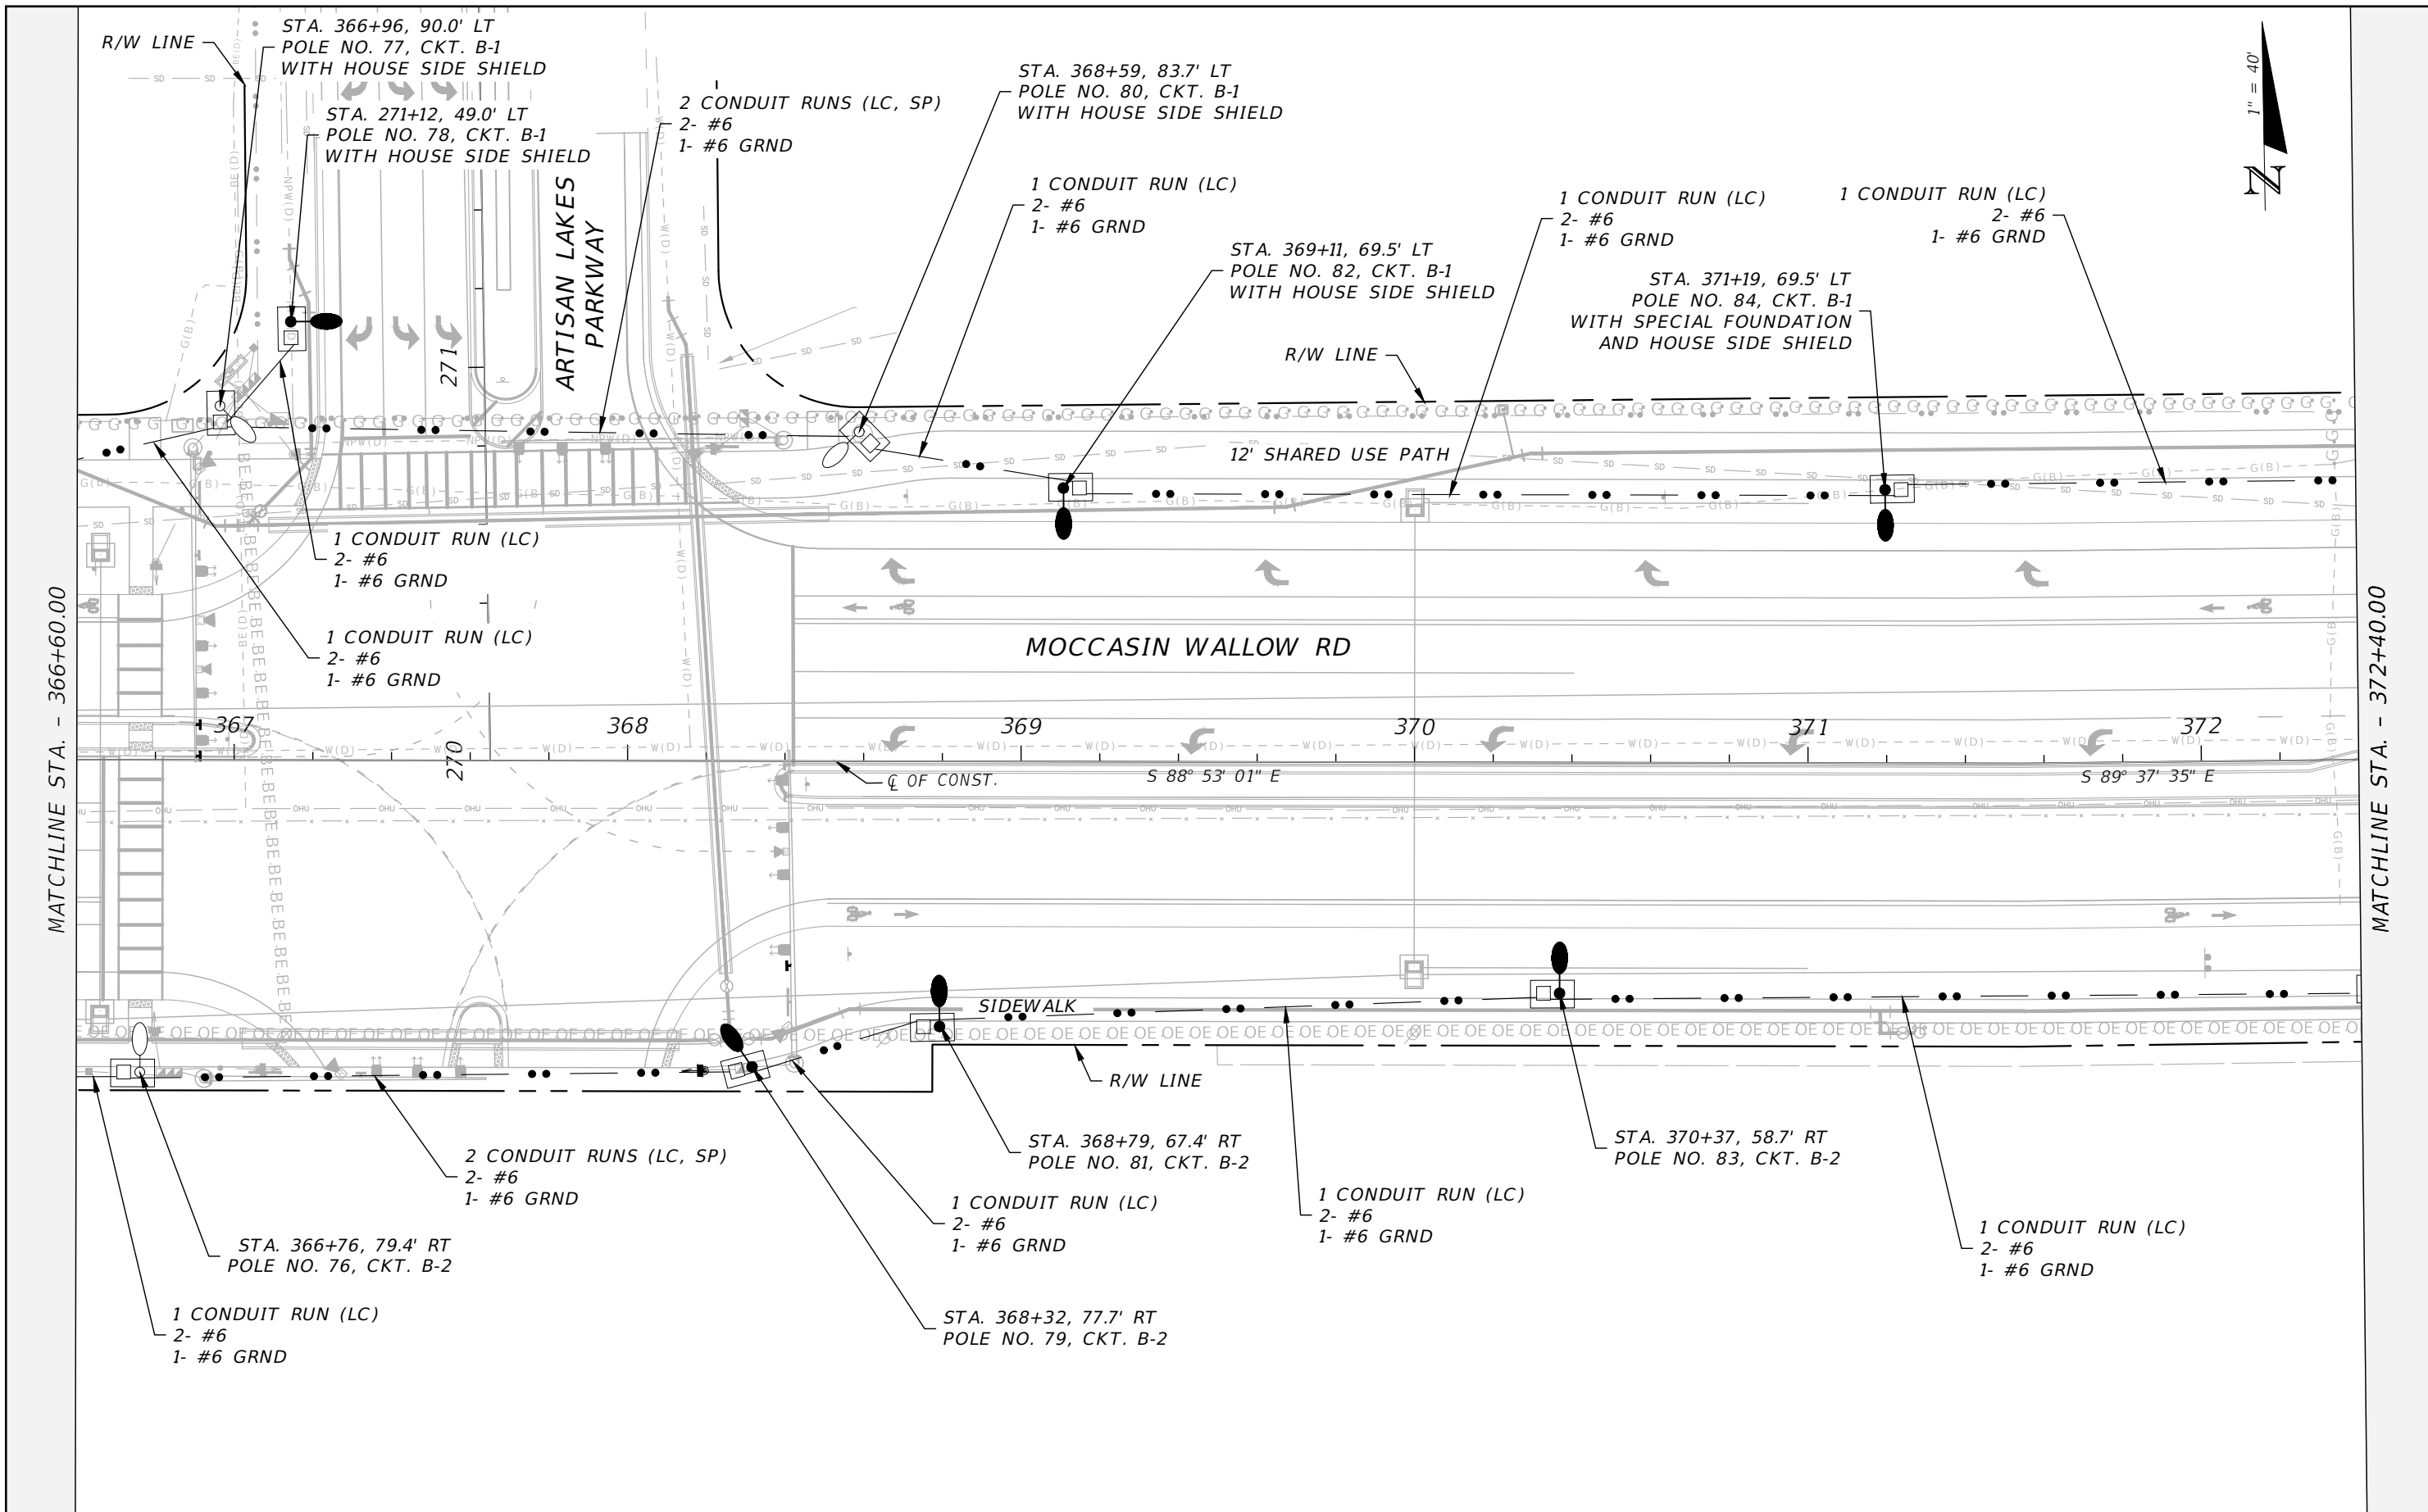 STA. 366+96, 90.0' LT
POLE NO. 77, CKT. B-1
WITH HOUSE SIDE SHIELD
R/W LINE
STA. 271+12, 49.0' LT
POLE NO. 78, CKT. B-1
WITH HOUSE SIDE SHIELD
2 CONDUIT RUNS (LC, SP)
2- #6
1- #6 GRND
STA. 368+59, 83.7' LT
POLE NO. 80, CKT. B-1
WITH HOUSE SIDE SHIELD
1 CONDUIT RUN (LC)
2- #6
1- #6 GRND
STA. 369+11, 69.5' LT
POLE NO. 82, CKT. B-1
WITH HOUSE SIDE SHIELD
1 CONDUIT RUN (LC)
2- #6
1- #6 GRND
1 CONDUIT RUN (LC)
2- #6
1- #6 GRND
STA. 371+19, 69.5' LT
POLE NO. 84, CKT. B-1
WITH SPECIAL FOUNDATION
AND HOUSE SIDE SHIELD
1" = 40'
N
R/W LINE
ARTISAN LAKES
PARKWAY
271
12' SHARED USE PATH
1 CONDUIT RUN (LC)
2- #6
1- #6 GRND
1 CONDUIT RUN (LC)
2- #6
1- #6 GRND
MOCCASIN WALLOW RD
MATCHLINE STA. - 366+60.00
MATCHLINE STA. - 372+40.00
367
368
369
370
371
372
270
℄ OF CONST.
S 88° 53' 01" E
S 89° 37' 35" E
SIDEWALK
R/W LINE
2 CONDUIT RUNS (LC, SP)
2- #6
1- #6 GRND
STA. 368+79, 67.4' RT
POLE NO. 81, CKT. B-2
STA. 370+37, 58.7' RT
POLE NO. 83, CKT. B-2
1 CONDUIT RUN (LC)
2- #6
1- #6 GRND
1 CONDUIT RUN (LC)
2- #6
1- #6 GRND
1 CONDUIT RUN (LC)
2- #6
1- #6 GRND
STA. 366+76, 79.4' RT
POLE NO. 76, CKT. B-2
1 CONDUIT RUN (LC)
2- #6
1- #6 GRND
STA. 368+32, 77.7' RT
POLE NO. 79, CKT. B-2